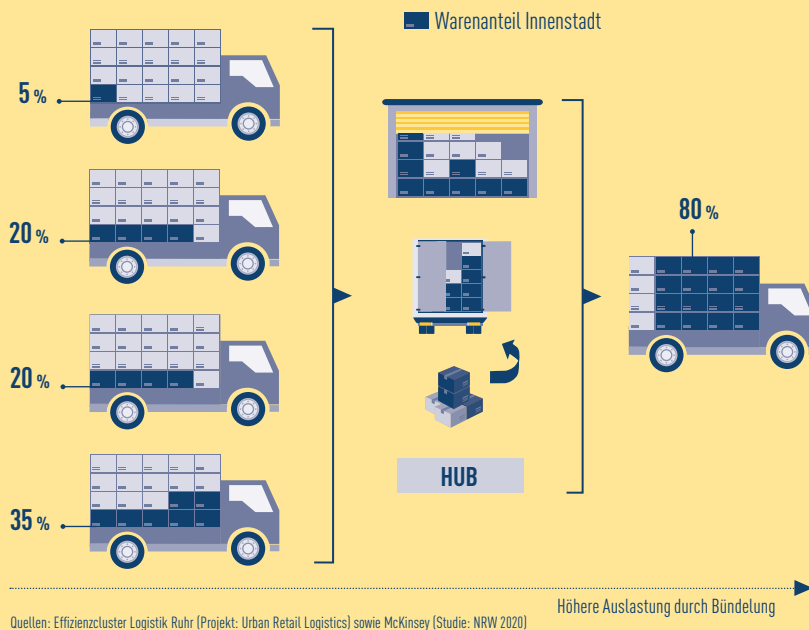 Warenanteil Innenstadt
5 %
20 %
80 %
20 %
HUB
35 %
Höhere Auslastung durch Bündelung
Quellen: Effizienzcluster Logistik Ruhr (Projekt: Urban Retail Logistics) sowie McKinsey (Studie: NRW 2020)